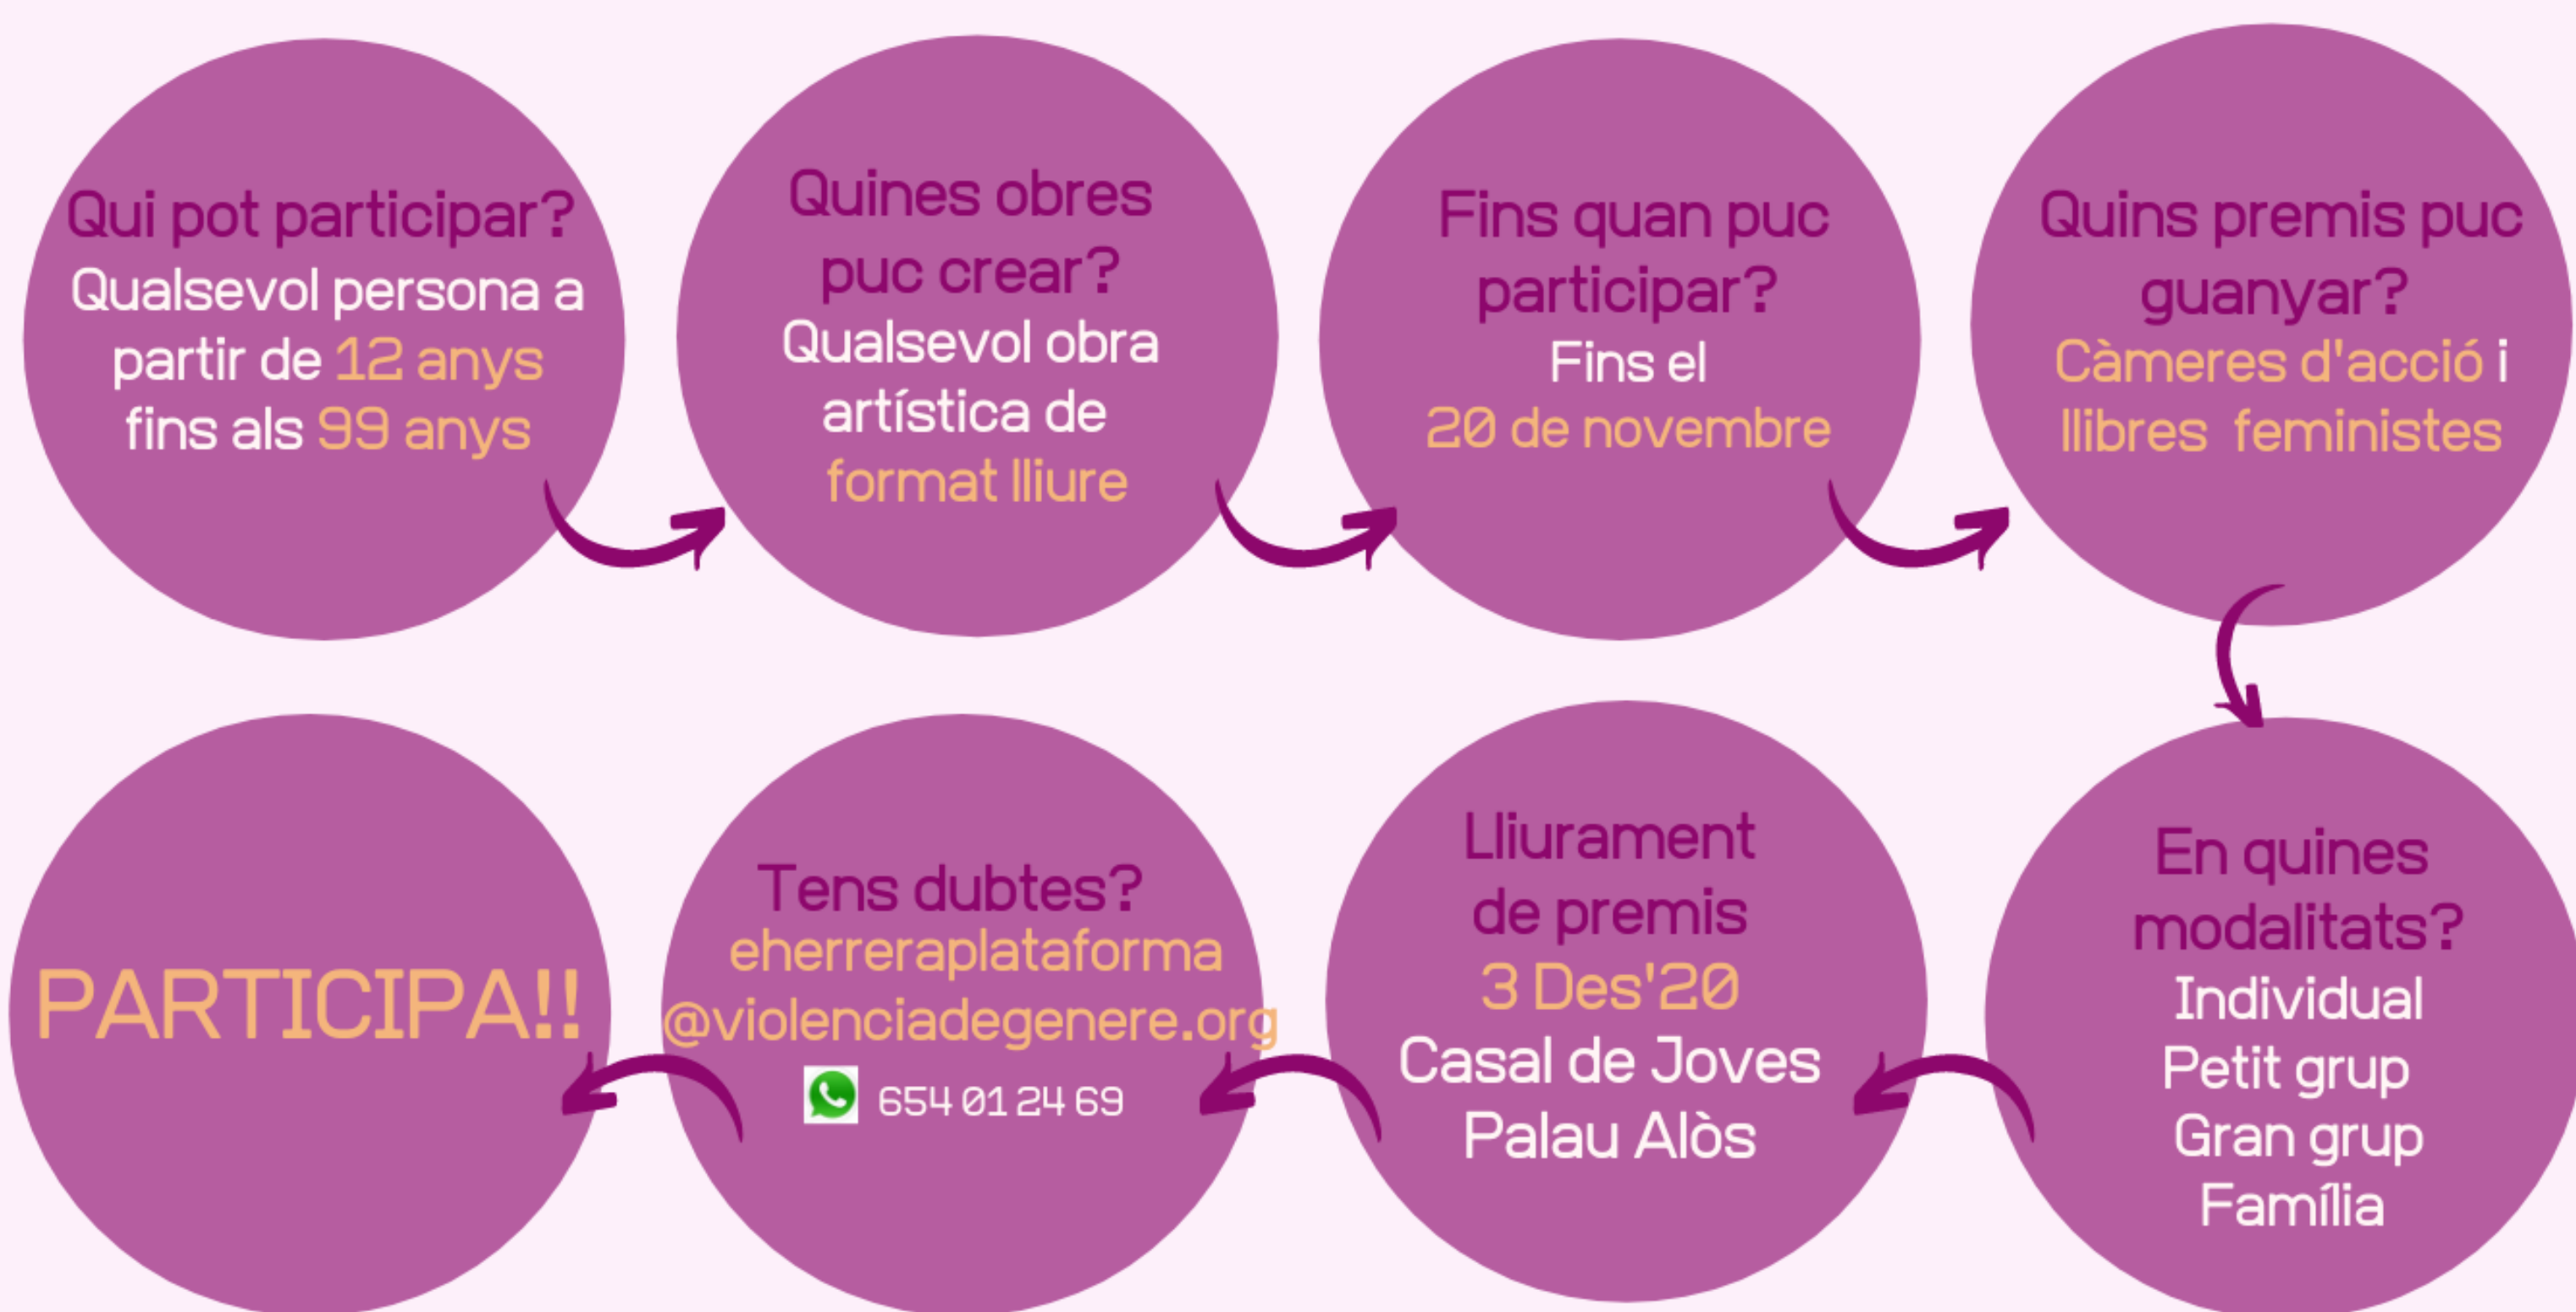 Qui pot participar?
Qualsevol persona a
partir de 12 anys
fins als 99 anys
Quines obres
puc crear?
Qualsevol obra
artística de
format lliure
Fins quan puc
participar?
Fins el
20 de novembre
Quins premis puc
guanyar?
Càmeres d'acció i
llibres feministes
En quines
modalitats?
Individual
Petit grup
Gran grup
Família
Lliurament
de premis
3 Des'20
Casal de Joves
Palau Alòs
Tens dubtes?
eherreraplataforma
@violenciadegenere.org
654 01 24 69
PARTICIPA!!